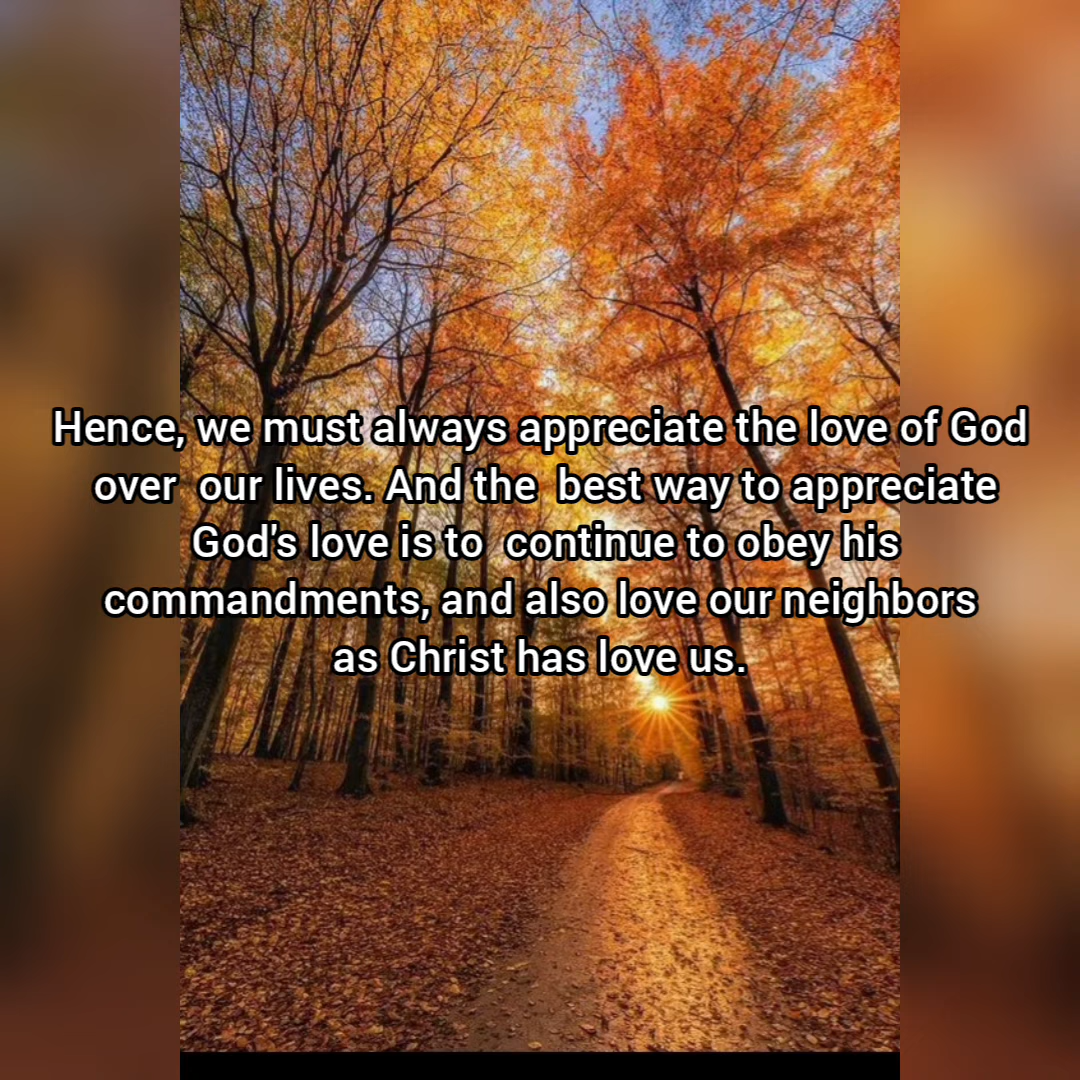 Hence, we must always appreciate the love of God
over  our lives. And the  best way to appreciate
God's love is to  continue to obey his
commandments, and also love our neighbors
as Christ has love us.